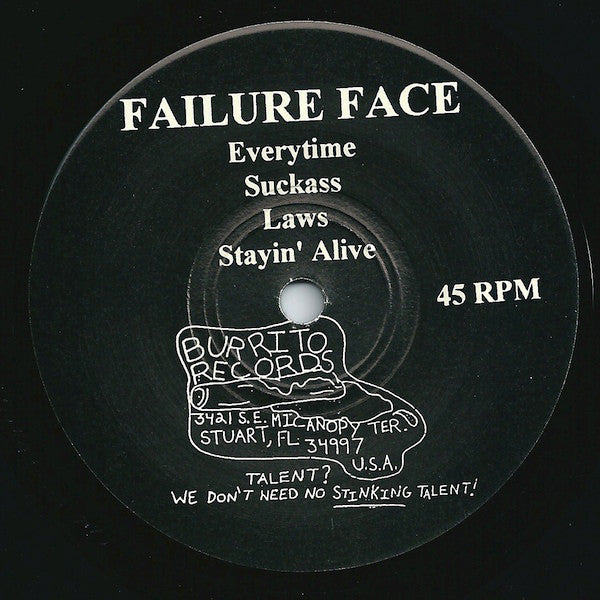 FAILURE FACE
Everytime
Suckass
Laws
Stayin' Alive
45 RPM
BURRITO
RECORDS
3421 S.E. MICANOPY TER.
STUART, FL 34997
U.S.A.
TALENT?
WE DON'T NEED NO STINKING TALENT!